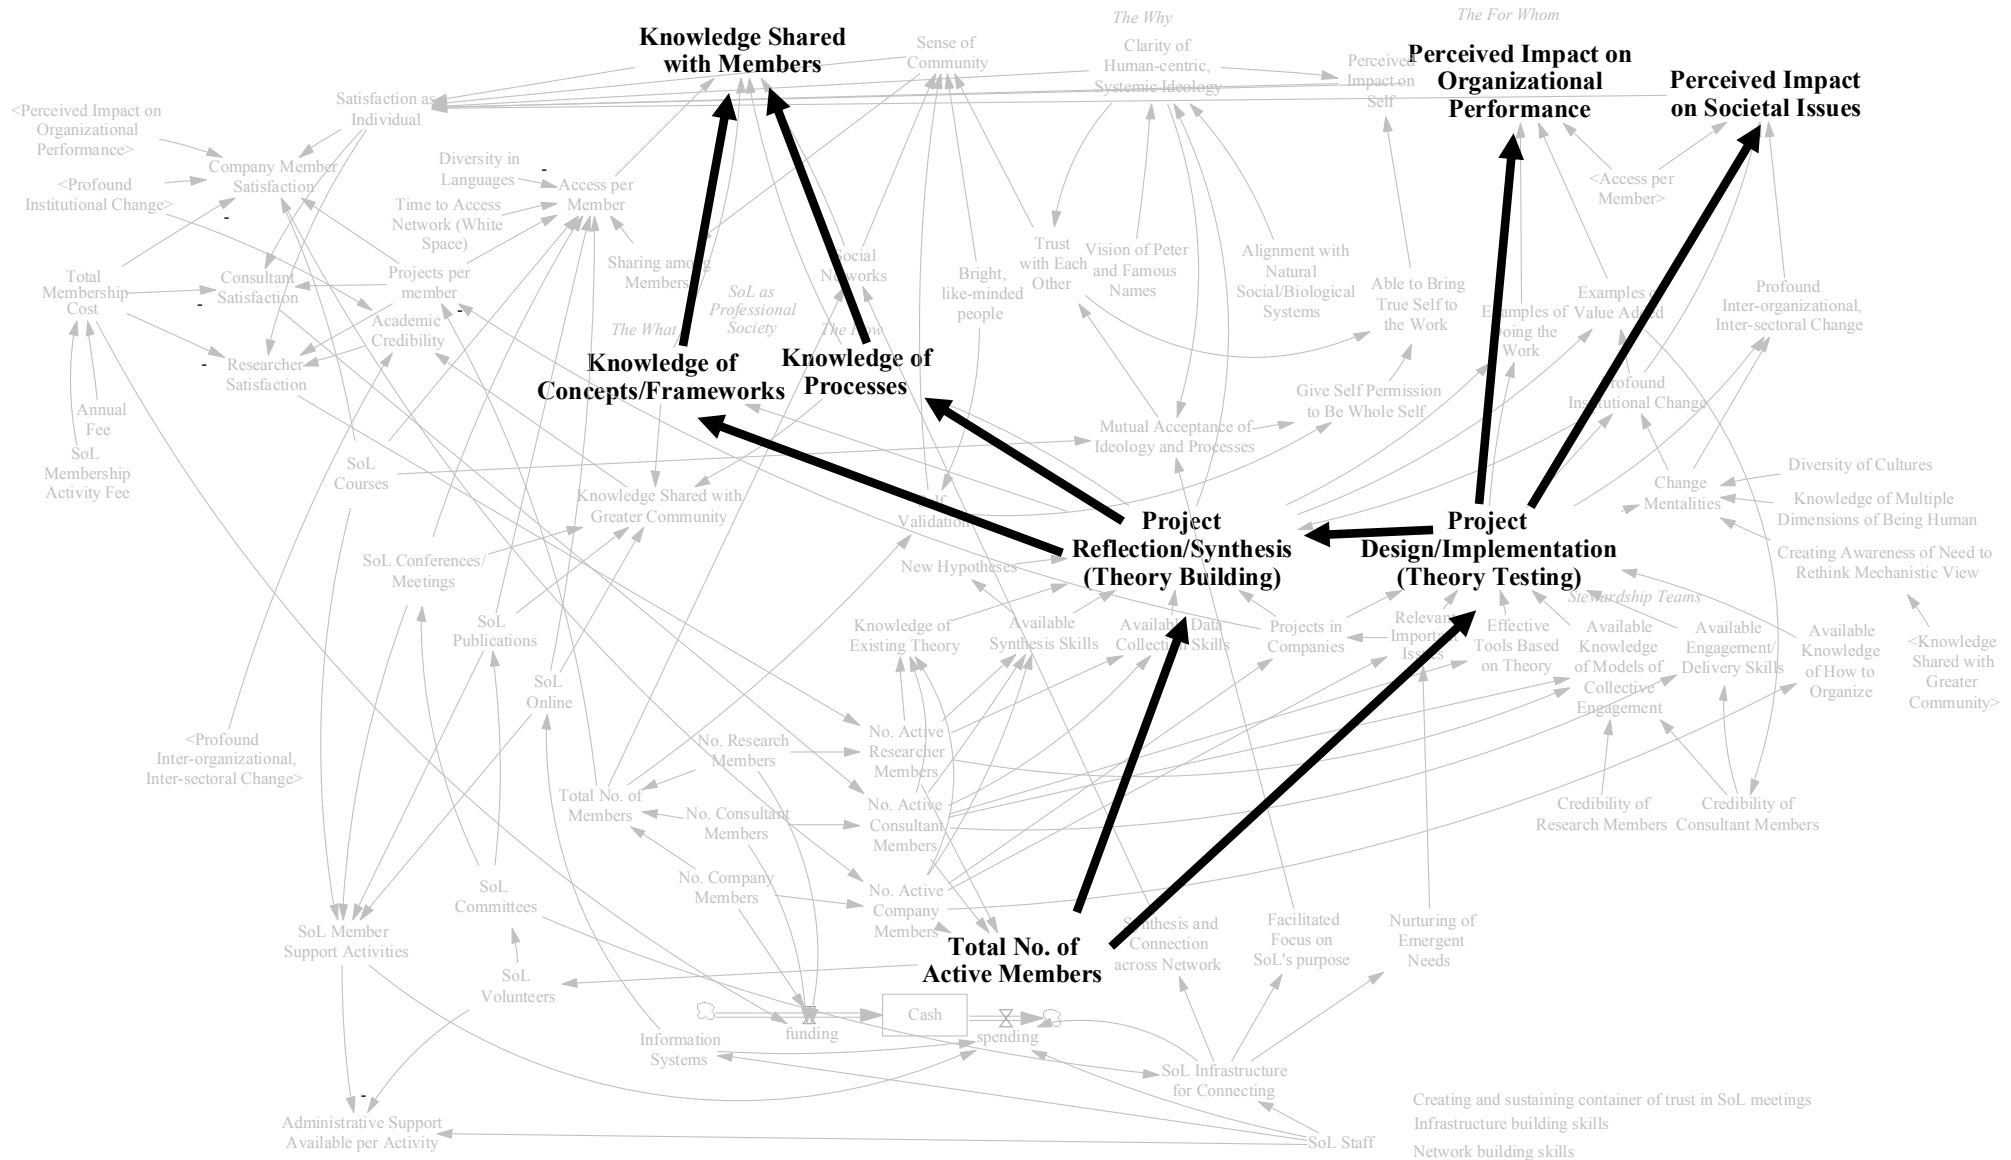 The Why
The For Whom
Knowledge Shared
with Members
Sense of
Community
Clarity of
Human-centric,
Systemic Ideology
Perceived
Impact on
Self
Perceived Impact on
Organizational
Performance
Perceived Impact
on Societal Issues
Satisfaction as
Individual
<Perceived Impact on
Organizational
Performance>
Company Member
Satisfaction
<Profound
Institutional Change>
-
Diversity in
Languages
-
Access per
Member
Time to Access
Network (White
Space)
<Access per
Member>
Sharing among
Members
Social
Networks
Trust
with Each
Other
Vision of Peter
and Famous
Names
Alignment with
Natural
Social/Biological
Systems
Bright,
like-minded
people
Able to Bring
True Self to
the Work
Examples of
Doing the
Work
Examples of
Value Added
Profound
Inter-organizational,
Inter-sectoral Change
Total
Membership
Cost
Consultant
Satisfaction
-
Projects per
member
-
Academic
Credibility
SoL as
Professional
Society
The What
The How
Researcher
Satisfaction
-
Knowledge of
Concepts/Frameworks
Knowledge of
Processes
Profound
Institutional Change
Give Self Permission
to Be Whole Self
Annual
Fee
SoL
Membership
Activity Fee
Mutual Acceptance of
Ideology and Processes
SoL
Courses
Knowledge Shared with
Greater Community
Self
Validation
Change
Mentalities
Diversity of Cultures
Knowledge of Multiple
Dimensions of Being Human
Creating Awareness of Need to
Rethink Mechanistic View
Project
Reflection/Synthesis
(Theory Building)
Project
Design/Implementation
(Theory Testing)
SoL Conferences/
Meetings
New Hypotheses
Stewardship Teams
SoL
Publications
Knowledge of
Existing Theory
Available
Synthesis Skills
Available Data
Collection Skills
Projects in
Companies
Relevant
Important
Issues
Effective
Tools Based
on Theory
Available
Knowledge
of Models of
Collective
Engagement
Available
Engagement/
Delivery Skills
Available
Knowledge
of How to
Organize
<Knowledge
Shared with
Greater
Community>
SoL
Online
<Profound
Inter-organizational,
Inter-sectoral Change>
No. Research
Members
No. Active
Researcher
Members
Total No. of
Members
No. Consultant
Members
No. Active
Consultant
Members
Credibility of
Research Members
Credibility of
Consultant Members
No. Company
Members
No. Active
Company
Members
SoL
Committees
SoL Member
Support Activities
Total No. of
Active Members
Synthesis and
Connection
across Network
Facilitated
Focus on
SoL's purpose
Nurturing of
Emergent
Needs
SoL
Volunteers
Cash
funding
spending
Information
Systems
SoL Infrastructure
for Connecting
-
Administrative Support
Available per Activity
SoL Staff
Creating and sustaining container of trust in SoL meetings
Infrastructure building skills
Network building skills